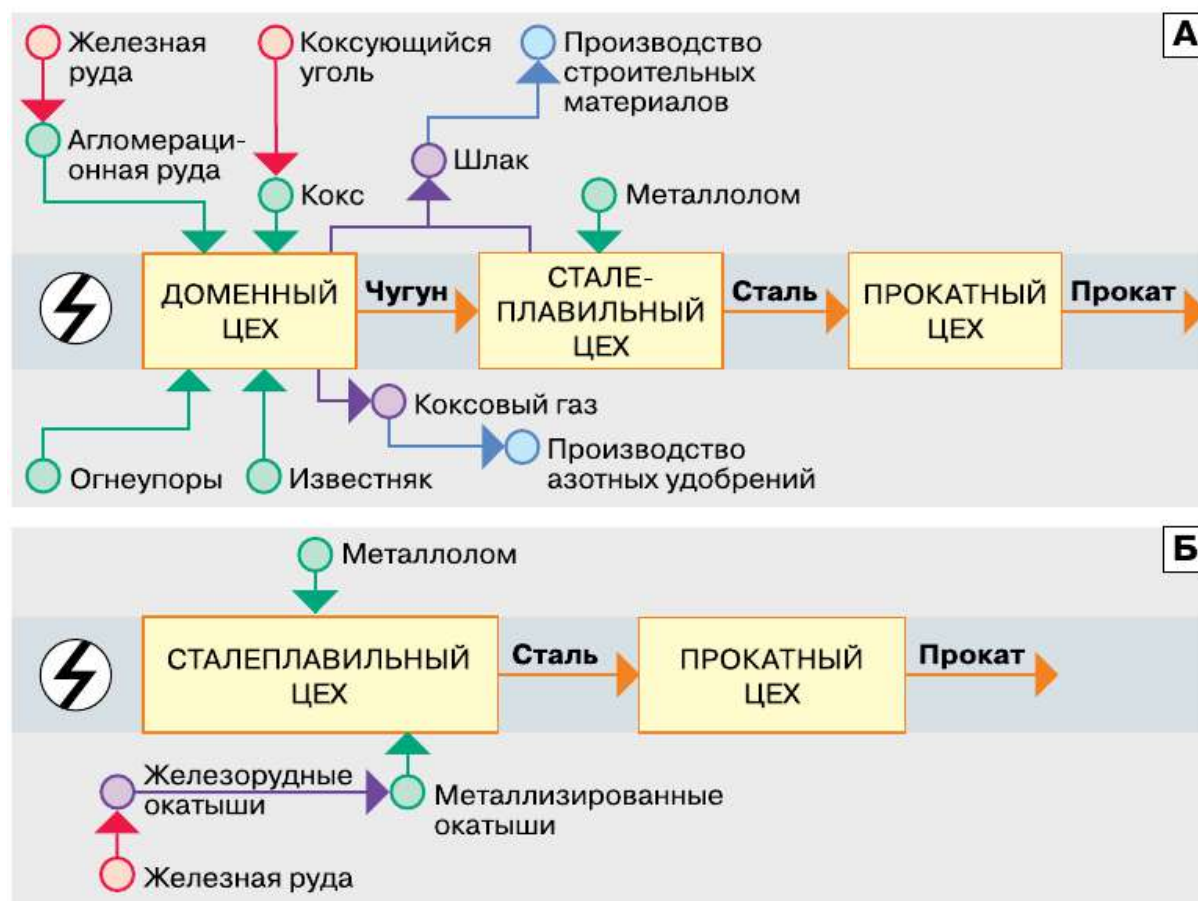 А
Железная
руда
Коксующийся
уголь
Производство
строительных
материалов
Агломераци-
онная руда
Кокс
Шлак
Металлолом
ДОМЕННЫЙ
ЦЕХ
Чугун
СТАЛЕ-
ПЛАВИЛЬНЫЙ
ЦЕХ
Сталь
ПРОКАТНЫЙ
ЦЕХ
Прокат
Коксовый газ
Огнеупоры
Известняк
Производство
азотных удобрений
Б
Металлолом
СТАЛЕПЛАВИЛЬНЫЙ
ЦЕХ
Сталь
ПРОКАТНЫЙ
ЦЕХ
Прокат
Железорудные
окатыши
Металлизированные
окатыши
Железная руда